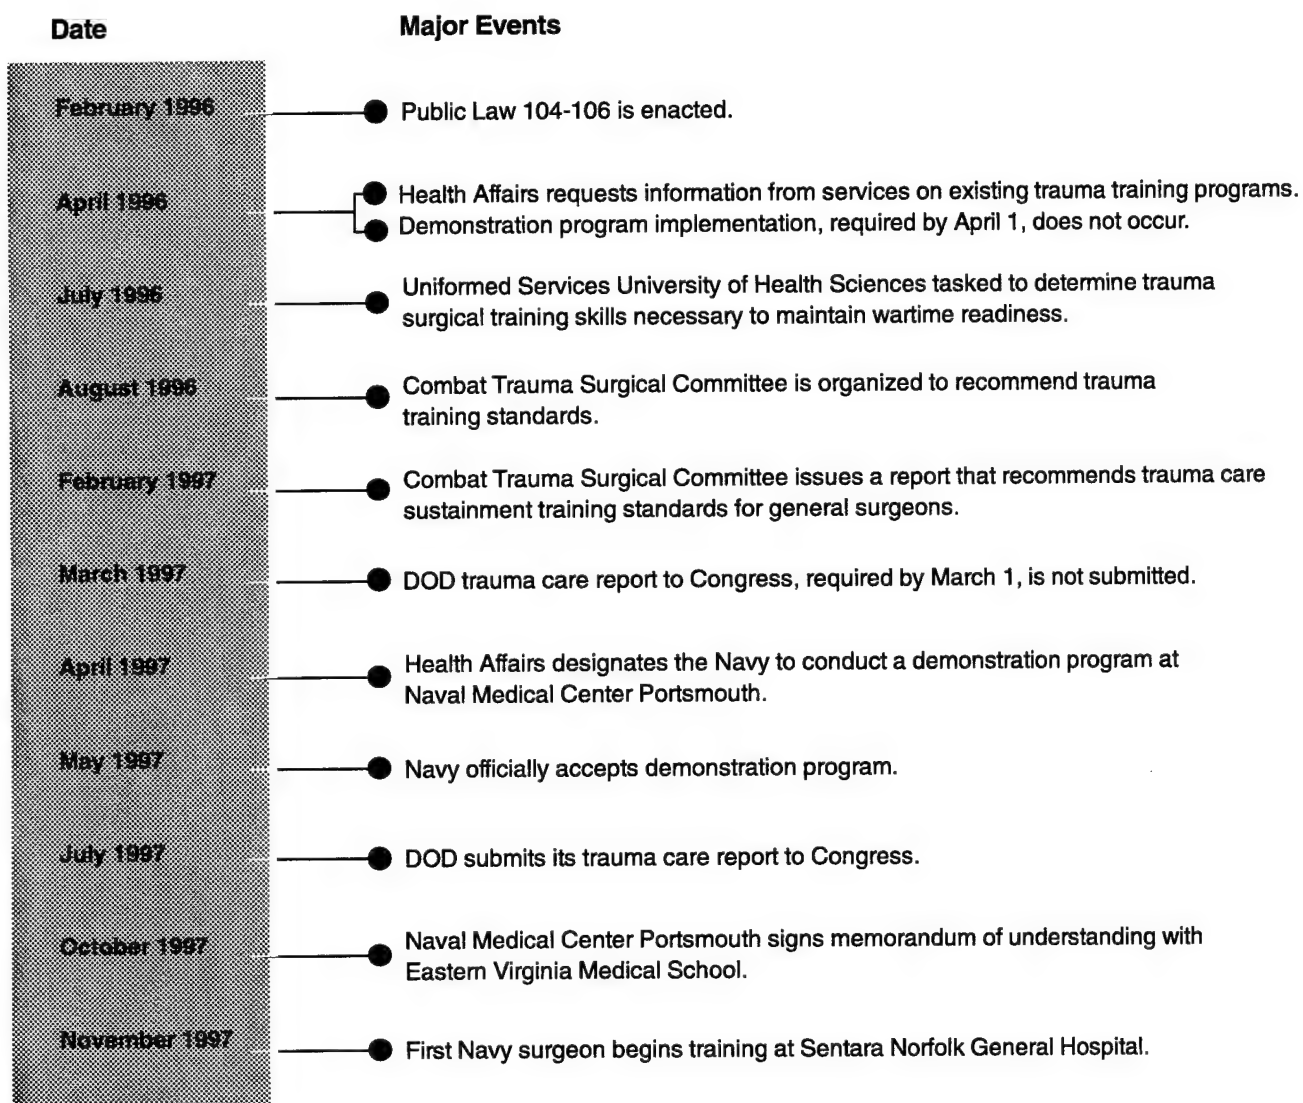 Date Major Events
February 1996 Public Law 104-106 is enacted.
April 1996 Health Affairs requests information from services on existing trauma training programs.
Demonstration program implementation, required by April 1, does not occur.
July 1996 Uniformed Services University of Health Sciences tasked to determine trauma
surgical training skills necessary to maintain wartime readiness.
August 1996 Combat Trauma Surgical Committee is organized to recommend trauma
training standards.
February 1997 Combat Trauma Surgical Committee issues a report that recommends trauma care
sustainment training standards for general surgeons.
March 1997 DOD trauma care report to Congress, required by March 1, is not submitted.
April 1997 Health Affairs designates the Navy to conduct a demonstration program at
Naval Medical Center Portsmouth.
May 1997 Navy officially accepts demonstration program.
July 1997 DOD submits its trauma care report to Congress.
October 1997 Naval Medical Center Portsmouth signs memorandum of understanding with
Eastern Virginia Medical School.
November 1997 First Navy surgeon begins training at Sentara Norfolk General Hospital.